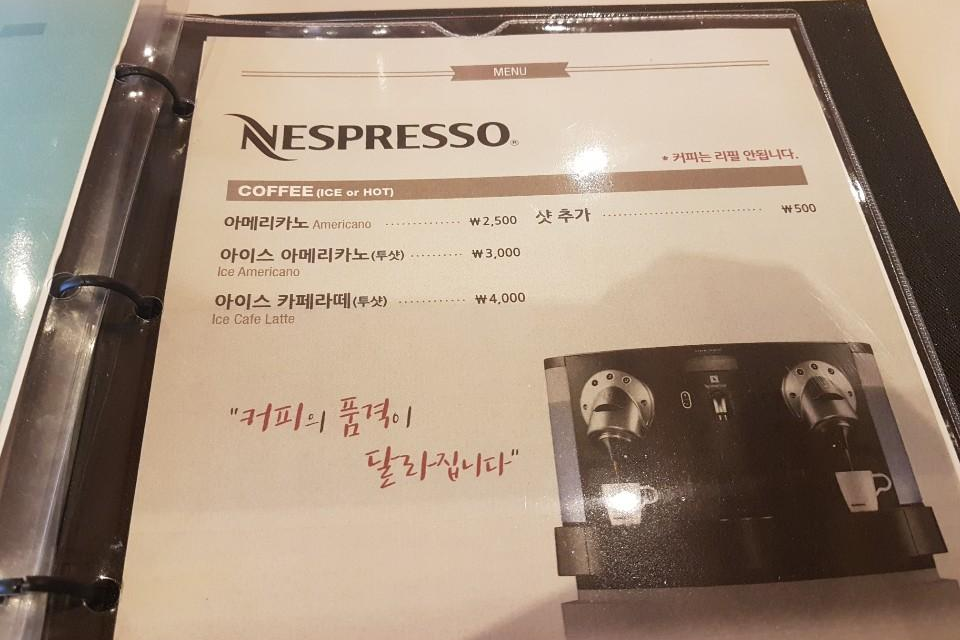 MENU
NESPRESSO®
* 커피는 리필 안됩니다.
COFFEE (ICE or HOT)
아메리카노 Americano ············ ₩2,500
샷 추가 ························ ₩500
아이스 아메리카노(투샷) ········· ₩3,000
Ice Americano
아이스 카페라떼(투샷) ··········· ₩4,000
Ice Cafe Latte
"커피의 품격이
달라집니다"